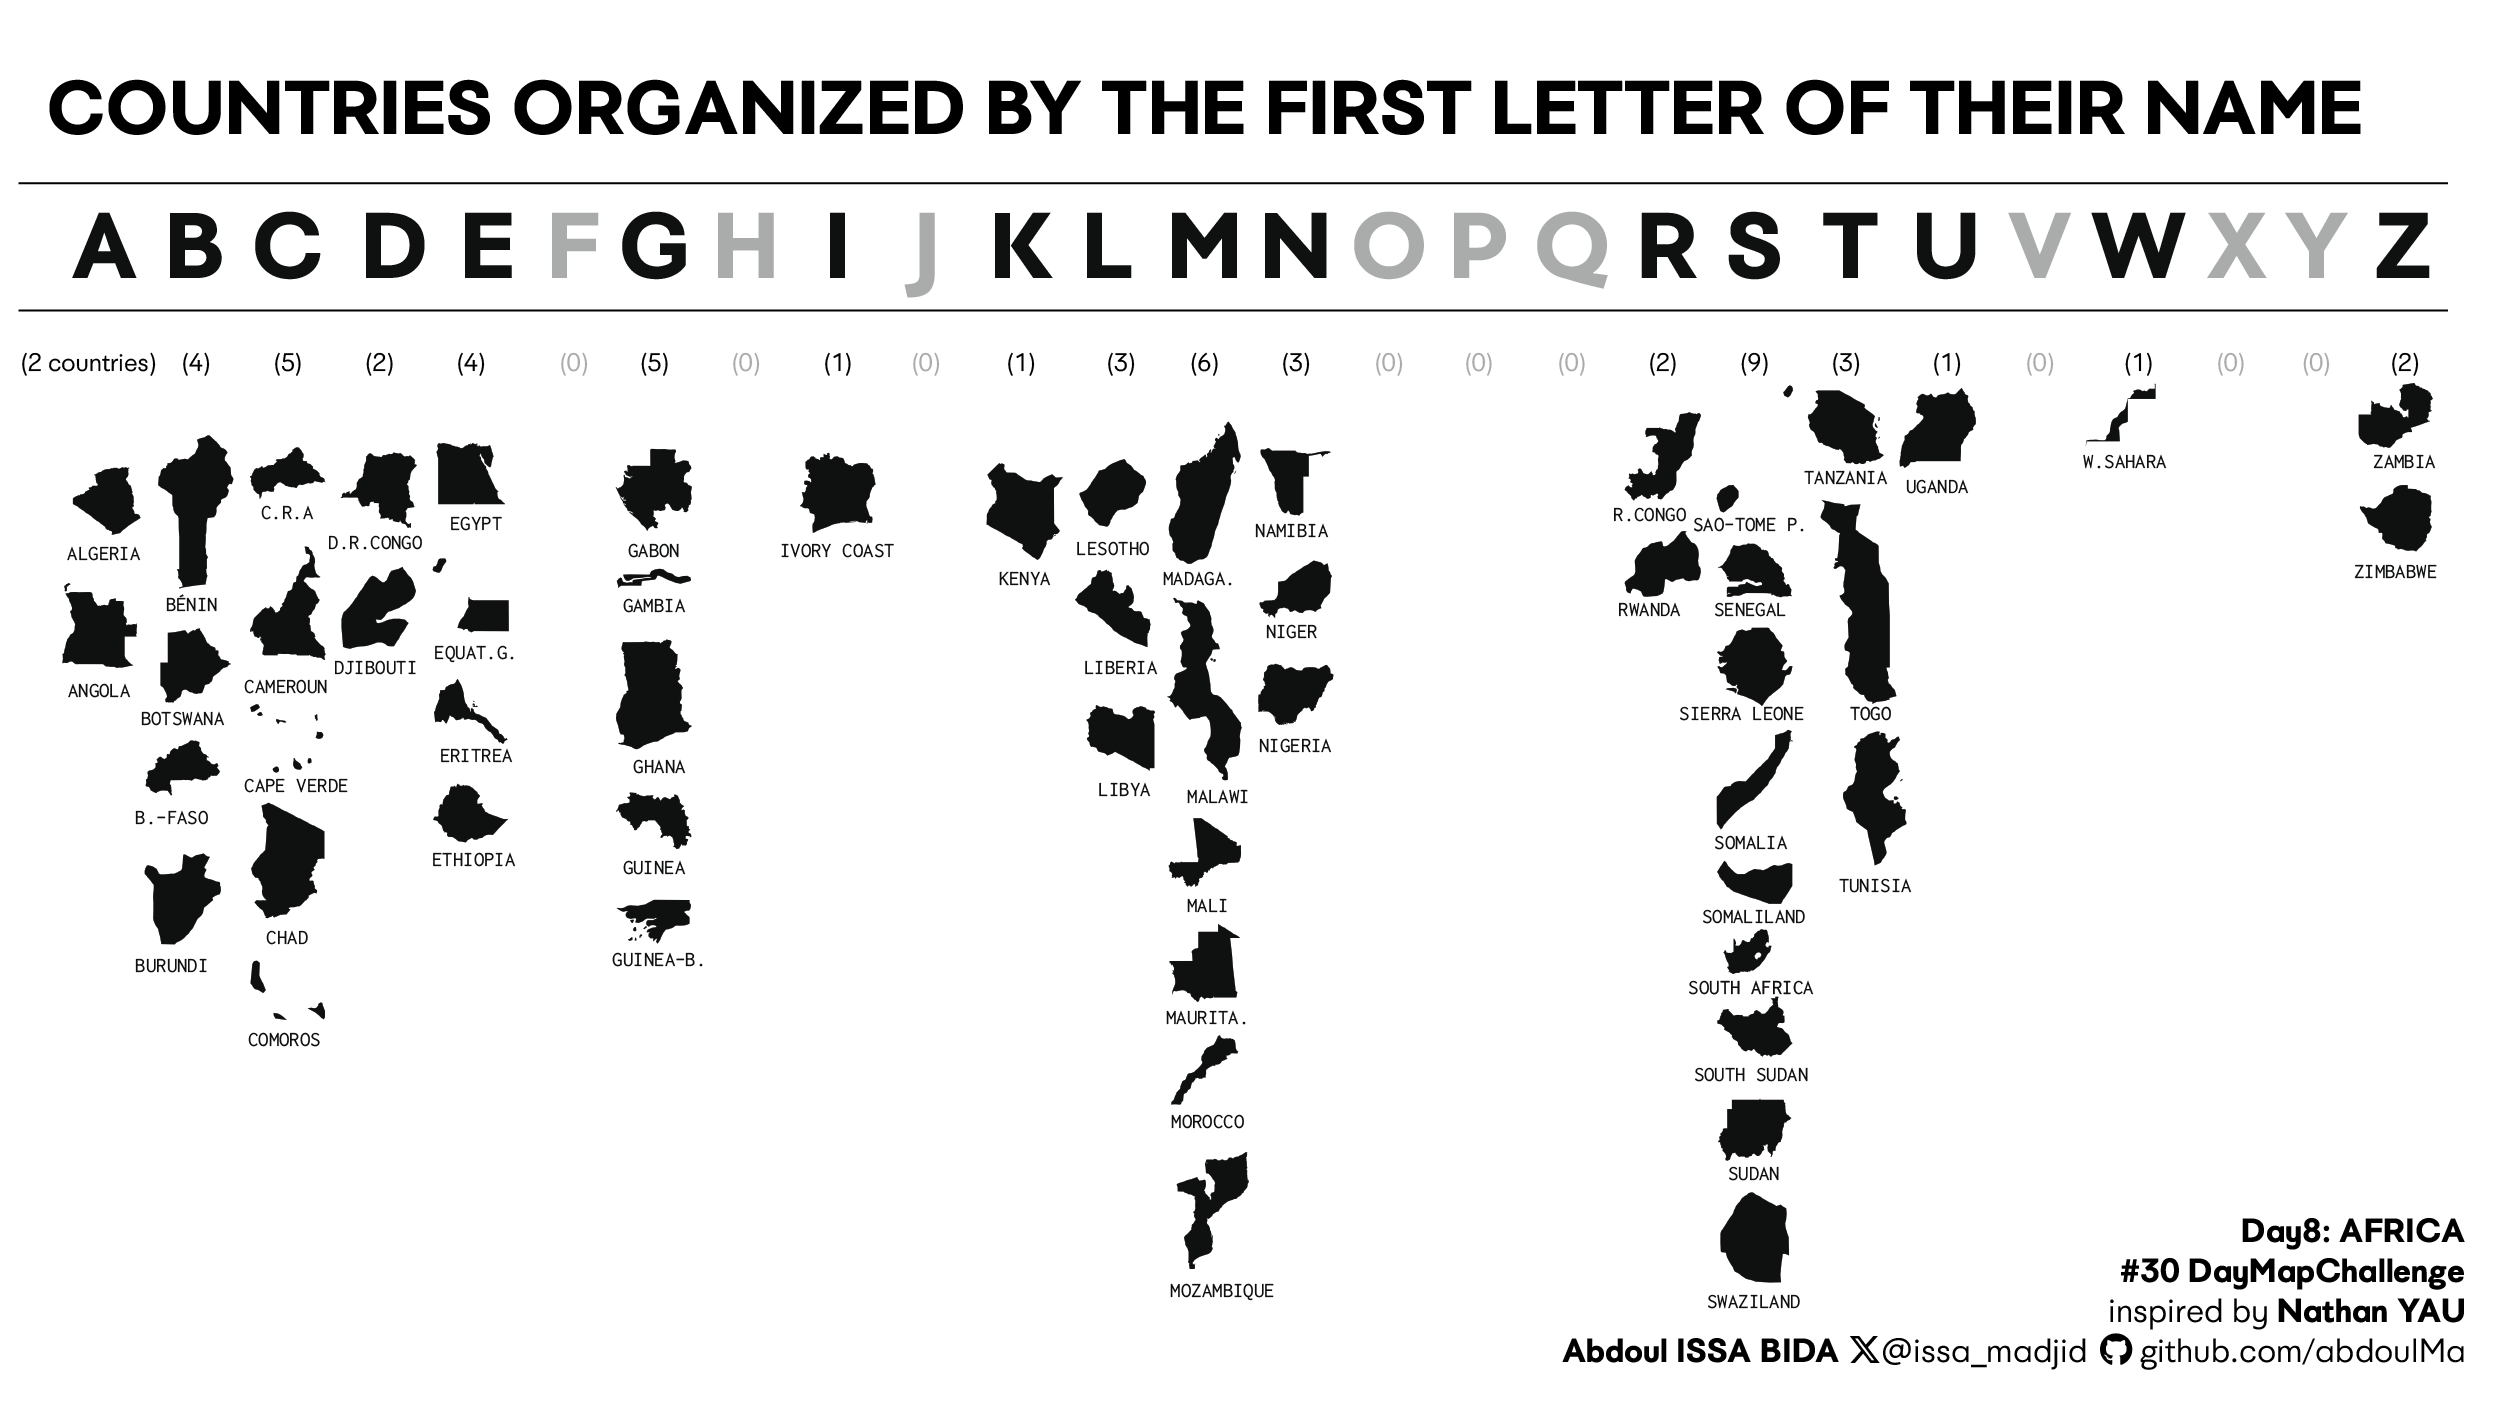 COUNTRIES ORGANIZED BY THE FIRST LETTER OF THEIR NAME
A B C D E F G H I J K L M N O P Q R S T U V W X Y Z
(2 countries) (4) (5) (2) (4) (0) (5) (0) (1) (0) (1) (3) (6) (3) (0) (0) (0) (2) (9) (3) (1) (0) (1) (0) (0) (2)
ALGERIA
ANGOLA
BÉNIN
BOTSWANA
B.-FASO
BURUNDI
C.R.A
CAMEROUN
CAPE VERDE
CHAD
COMOROS
D.R.CONGO
DJIBOUTI
EGYPT
EQUAT.G.
ERITREA
ETHIOPIA
GABON
GAMBIA
GHANA
GUINEA
GUINEA-B.
IVORY COAST
KENYA
LESOTHO
LIBERIA
LIBYA
MADAGA.
MALAWI
MALI
MAURITA.
MOROCCO
MOZAMBIQUE
NAMIBIA
NIGER
NIGERIA
R.CONGO
RWANDA
SAO-TOME P.
SENEGAL
SIERRA LEONE
SOMALIA
SOMALILAND
SOUTH AFRICA
SOUTH SUDAN
SUDAN
SWAZILAND
TANZANIA
TOGO
TUNISIA
UGANDA
W.SAHARA
ZAMBIA
ZIMBABWE
Day8: AFRICA
#30 DayMapChallenge
inspired by Nathan YAU
Abdoul ISSA BIDA 𝕏@issa_madjid github.com/abdoulMa